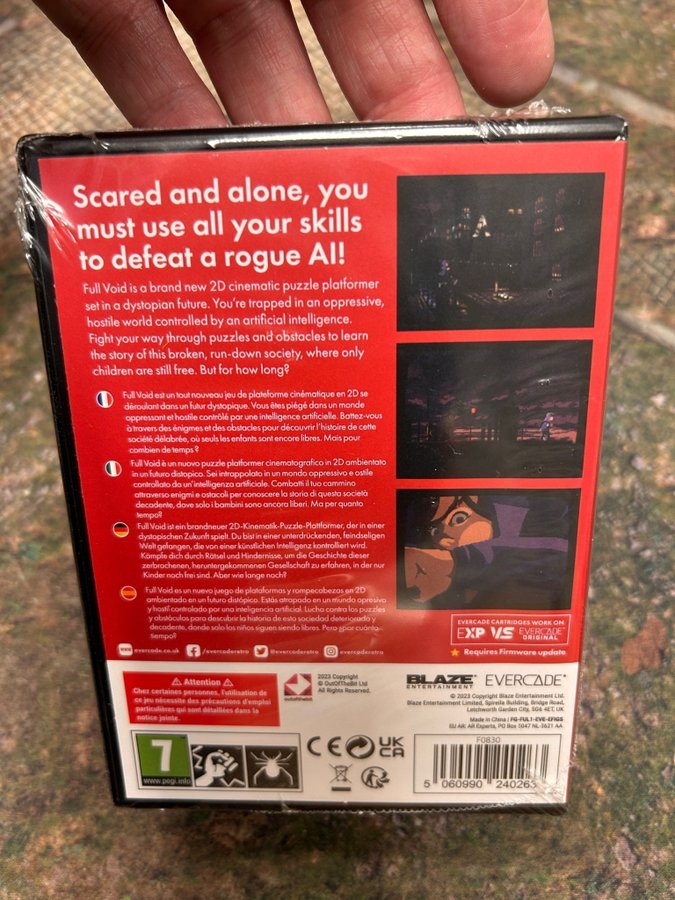 Scared and alone, you
must use all your skills
to defeat a rogue AI!
Full Void is a brand new 2D cinematic puzzle platformer
set in a dystopian future. You're trapped in an oppressive,
hostile world controlled by an artificial intelligence.
Fight your way through puzzles and obstacles to learn
the story of this broken, run-down society, where only
children are still free. But for how long?
Full Void est un tout nouveau jeu de plateforme cinématique en 2D se
déroulant dans un futur dystopique. Vous êtes piégé dans un monde
oppressant et hostile contrôlé par une intelligence artificielle. Battez-vous
à travers des énigmes et des obstacles pour découvrir l'histoire de cette
société délabrée, où seuls les enfants sont encore libres. Mais pour
combien de temps ?
Full Void è un nuovo puzzle platformer cinematografico in 2D ambientato
in un futuro distopico. Sei intrappolato in un mondo oppressivo e ostile
controllato da un'intelligenza artificiale. Combatti il tuo cammino
attraverso enigmi e ostacoli per conoscere la storia di questa società
decadente, dove solo i bambini sono ancora liberi. Ma per quanto
tempo?
Full Void ist ein brandneuer 2D-Kinematik-Puzzle-Plattformer, der in einer
dystopischen Zukunft spielt. Du bist in einer unterdrückenden, feindseligen
Welt gefangen, die von einer künstlichen Intelligenz kontrolliert wird.
Kämpfe dich durch Rätsel und Hindernisse, um die Geschichte dieser
zerbrochenen, heruntergekommenen Gesellschaft zu erfahren, in der nur
Kinder noch frei sind. Aber wie lange noch?
Full Void es un nuevo juego de plataformas y rompecabezas en 2D
ambientado en un futuro distópico. Estás atrapado en un mundo opresivo
y hostil controlado por una inteligencia artificial. Lucha contra los puzzles
y obstáculos para descubrir la historia de esta sociedad deteriorada y
decadente, donde solo los niños siguen siendo libres. Pero ¿por cuánto
tiempo?
EVERCADE CARTRIDGES WORK ON:
EXP VS EVERCADE ORIGINAL
Requires Firmware update
www evercade.co.uk /evercaderetro @evercaderetro @evercaderetro
Attention
Chez certaines personnes, l'utilisation de
ce jeu nécessite des précautions d'emploi
particulières qui sont détaillées dans la
notice jointe.
outofthebit
2023 Copyright
© OutOfTheBit Ltd
All Rights Reserved.
BLAZE ENTERTAINMENT EVERCADE
© 2023 Copyright Blaze Entertainment Ltd.
Blaze Entertainment Limited, Spirella Building, Bridge Road,
Letchworth Garden City, SG6 4ET, UK
Made in China | FG-FUL1-EVE-EFIGS
EU AR: AR Experts, PO Box 5047 NL-3621 AA
7
www.pegi.info
CE UK CA
F0830
5 060990 240263